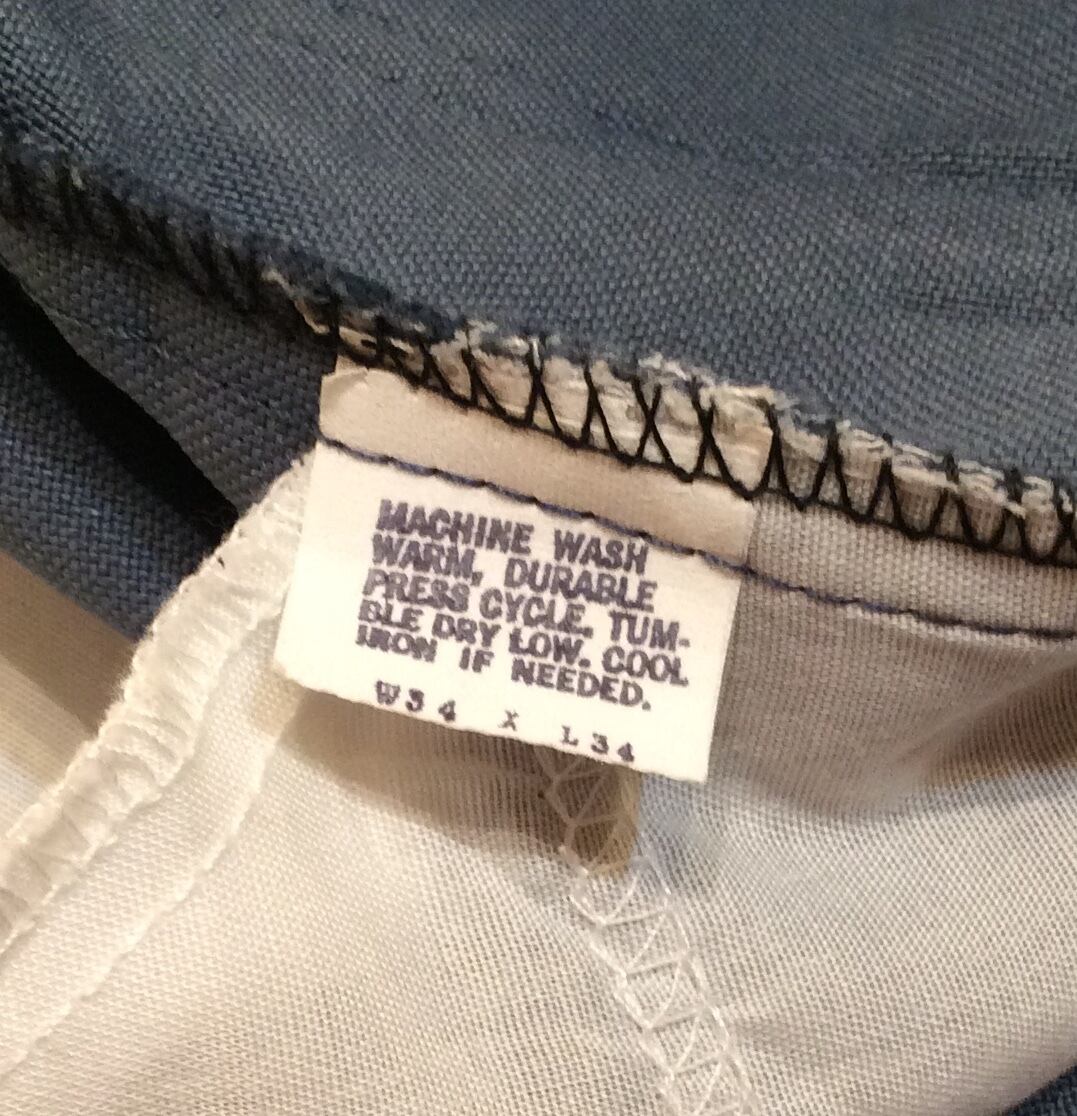 MACHINE WASH
WARM, DURABLE
PRESS CYCLE. TUM-
BLE DRY LOW. COOL
IRON IF NEEDED.
W34 X L34